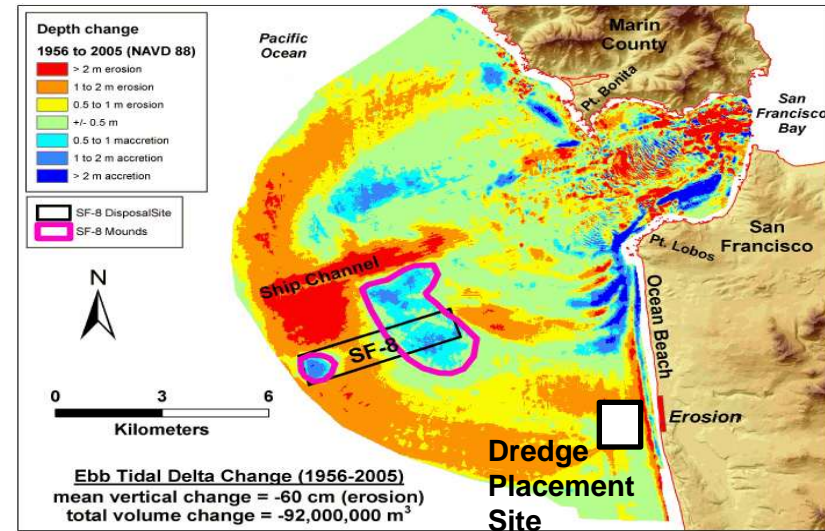 Depth change
1956 to 2005 (NAVD 88)
> 2 m erosion
1 to 2 m erosion
0.5 to 1 m erosion
+/- 0.5 m
0.5 to 1 maccretion
1 to 2 m accretion
> 2 m accretion
SF-8 DisposalSite
SF-8 Mounds
N
0 3 6
Kilometers
Ebb Tidal Delta Change (1956-2005)
mean vertical change = -60 cm (erosion)
total volume change = -92,000,000 m³
Pacific
Ocean
Marin
County
Pt. Bonita
San
Francisco
Bay
San
Francisco
Pt. Lobos
Ocean Beach
Ship Channel
SF-8
Erosion
Dredge
Placement
Site